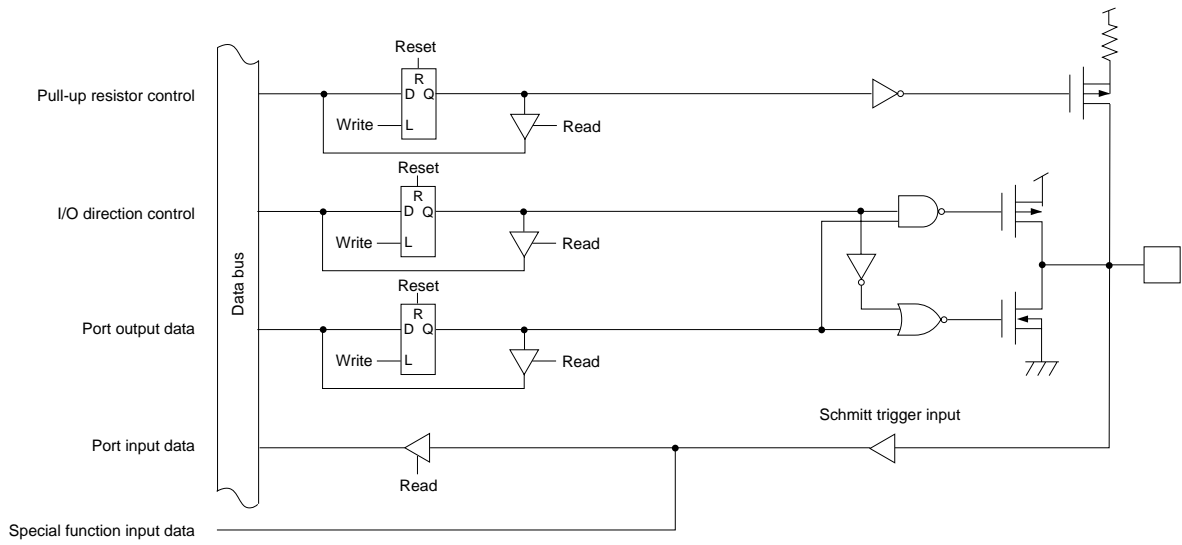 Reset
Pull-up resistor control
R
D Q
Write
L
Read
Reset
I/O direction control
R
D Q
Write
L
Read
Data bus
Reset
Port output data
R
D Q
Write
L
Read
Schmitt trigger input
Port input data
Read
Special function input data